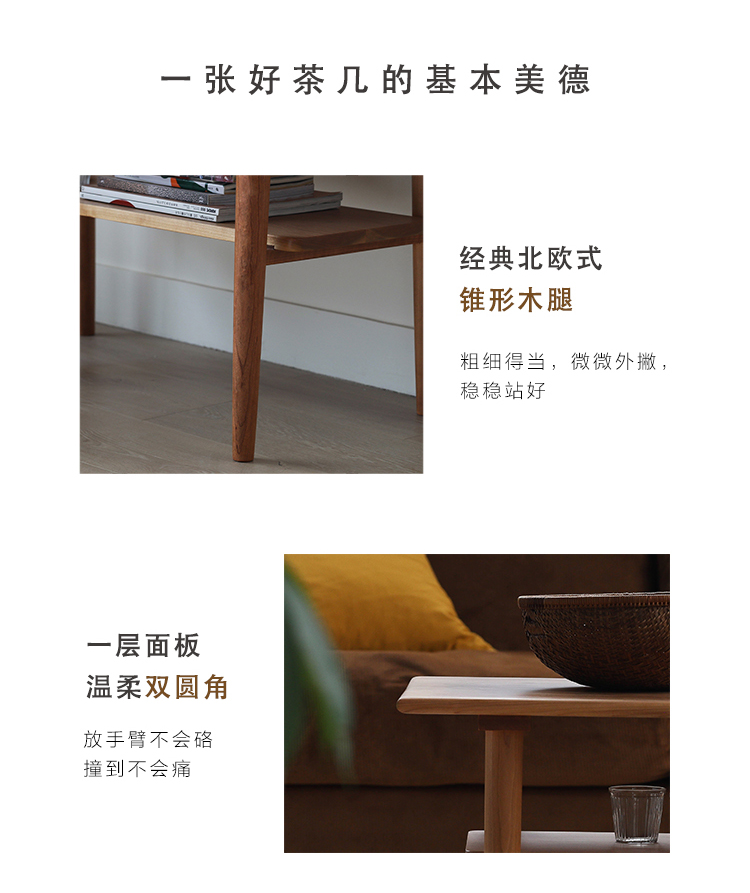 一张好茶几的基本美德
经典北欧式
锥形木腿
粗细得当，微微外撇，
稳稳站好
一层面板
温柔双圆角
放手臂不会硌
撞到不会痛